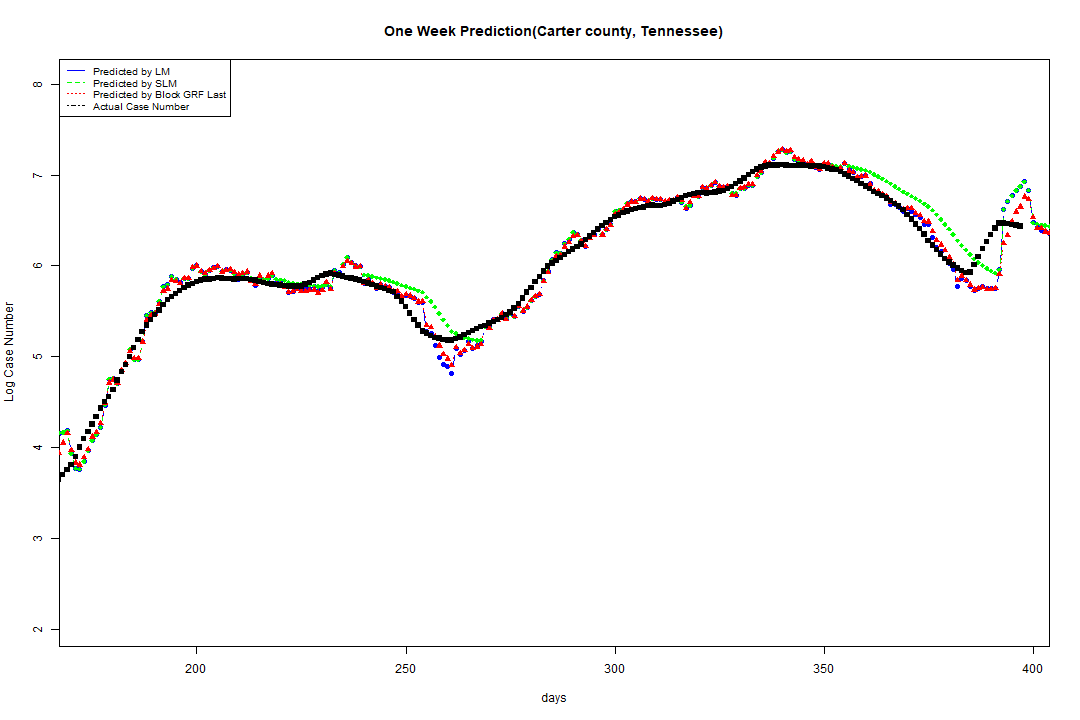 One Week Prediction(Carter county, Tennessee)
Predicted by LM
Predicted by SLM
Predicted by Block GRF Last
Actual Case Number
8
7
6
5
4
3
2
Log Case Number
200
250
300
350
400
days